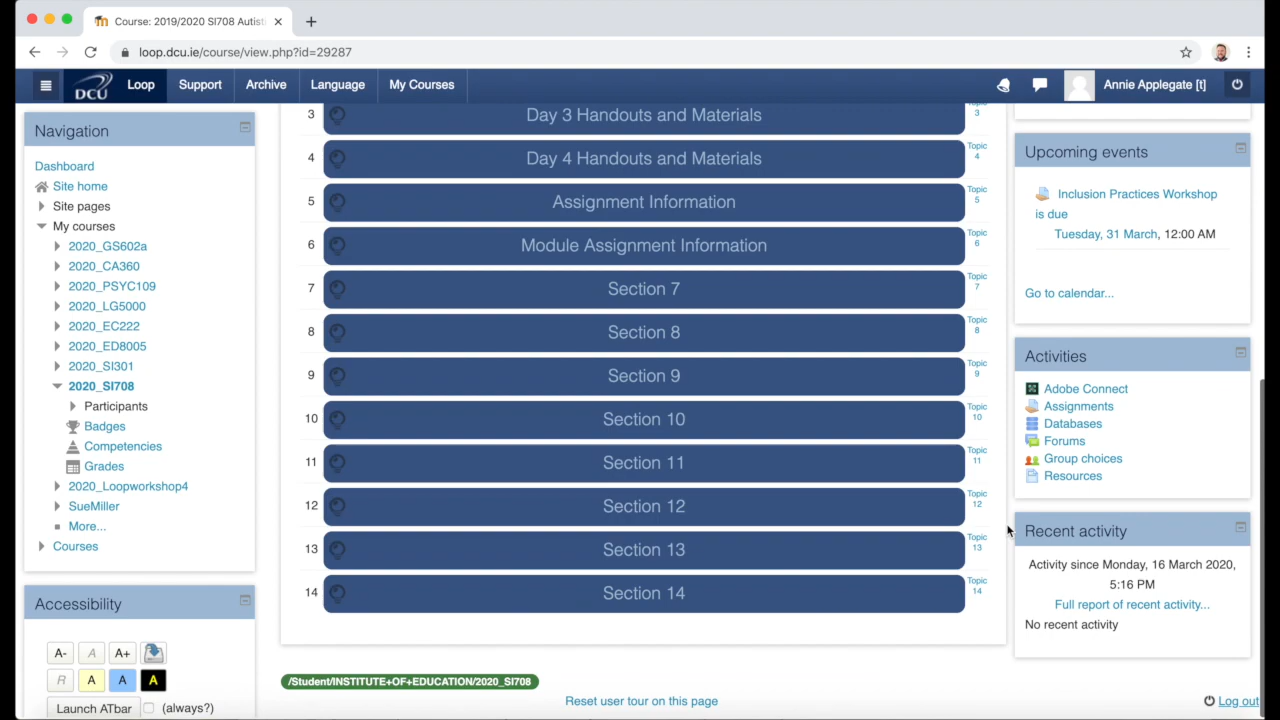 Course: 2019/2020 SI708 Autisti
loop.dcu.ie/course/view.php?id=29287
DCU Loop Support Archive Language My Courses Annie Applegate [t]
Navigation
Dashboard
Site home
Site pages
My courses
2020_GS602a
2020_CA360
2020_PSYC109
2020_LG5000
2020_EC222
2020_ED8005
2020_SI301
2020_SI708
Participants
Badges
Competencies
Grades
2020_Loopworkshop4
SueMiller
More...
Courses
Accessibility
A- A A+
R A A A
Launch ATbar (always?)
3 Day 3 Handouts and Materials
3
4 Day 4 Handouts and Materials Topic
4
5 Assignment Information Topic
5
6 Module Assignment Information Topic
6
7 Section 7 Topic
7
8 Section 8 Topic
8
9 Section 9 Topic
9
10 Section 10 Topic
10
11 Section 11 Topic
11
12 Section 12 Topic
12
13 Section 13 Topic
13
14 Section 14 Topic
14
/Student/INSTITUTE+OF+EDUCATION/2020_SI708
Reset user tour on this page
Upcoming events
Inclusion Practices Workshop
is due
Tuesday, 31 March, 12:00 AM
Go to calendar...
Activities
Adobe Connect
Assignments
Databases
Forums
Group choices
Resources
Recent activity
Activity since Monday, 16 March 2020,
5:16 PM
Full report of recent activity...
No recent activity
Log out